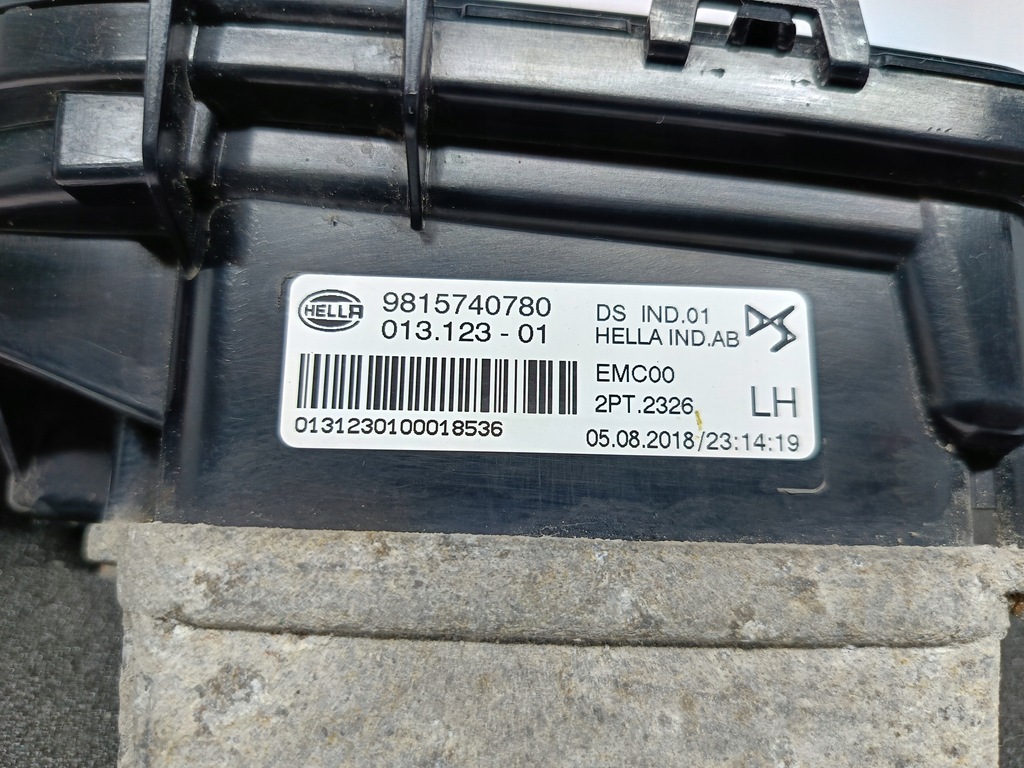 HELLA
9815740780
013.123 - 01
0131230100018536
DS IND.01
HELLA IND.AB
DS
EMC00
2PT.2326
LH
05.08.2018/23:14:19